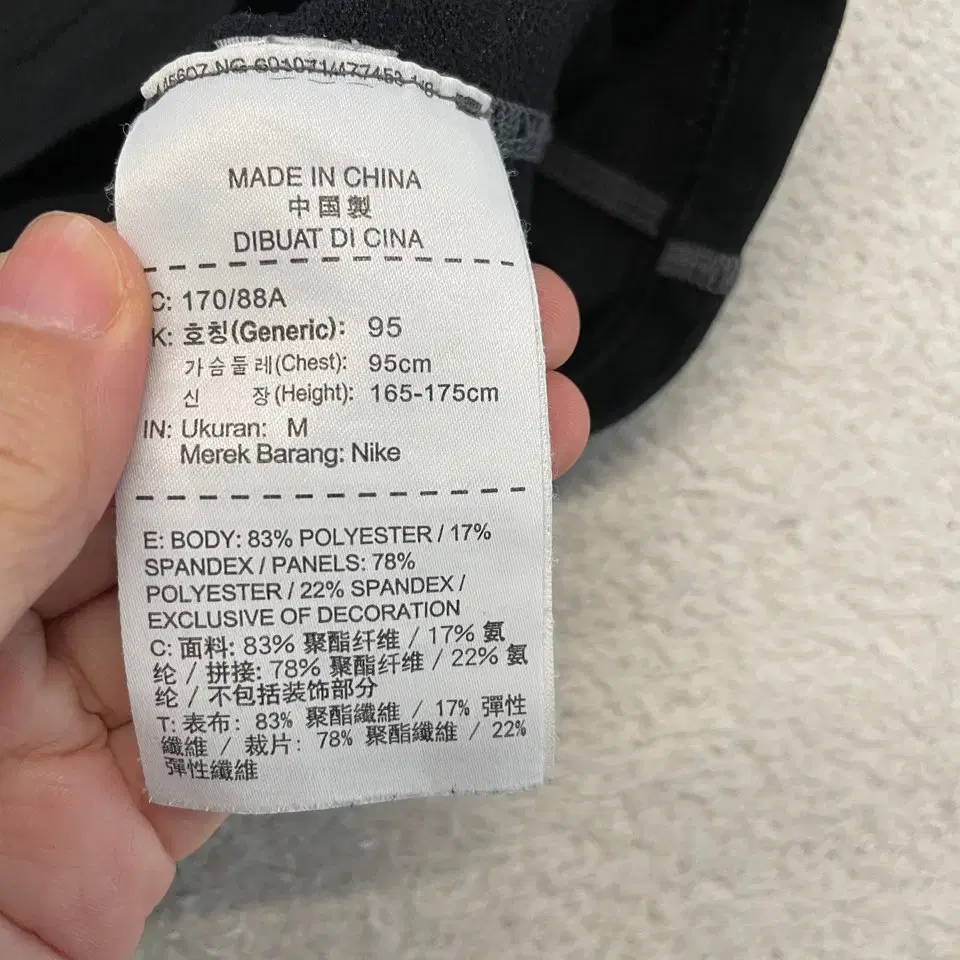 MADE IN CHINA
中国製
DIBUAT DI CINA
C: 170/88A
K: 호칭(Generic): 95
가슴둘레(Chest): 95cm
신 장(Height): 165-175cm
IN: Ukuran: M
Merek Barang: Nike
E: BODY: 83% POLYESTER / 17%
SPANDEX / PANELS: 78%
POLYESTER / 22% SPANDEX /
EXCLUSIVE OF DECORATION
C: 面料: 83% 聚酯纤维 / 17% 氨
纶 / 拼接: 78% 聚酯纤维 / 22% 氨
纶 / 不包括装饰部分
T: 表布: 83% 聚酯纖維 / 17% 彈性
纖維 / 裁片: 78% 聚酯纖維 / 22%
彈性纖維